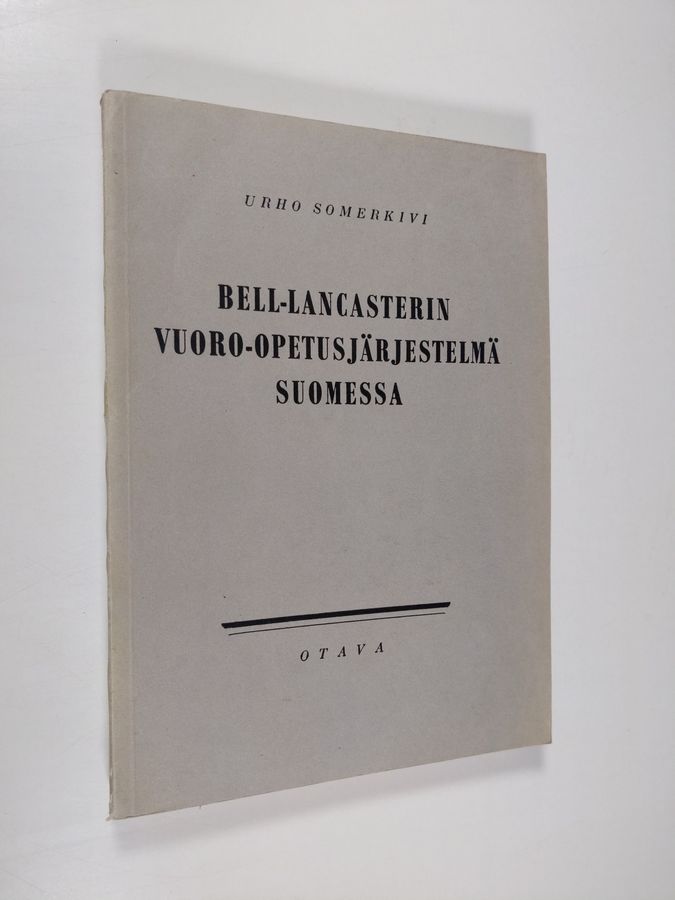 URHO SOMERKIVI
BELL-LANCASTERIN
VUORO-OPETUSJÄRJESTELMÄ
SUOMESSA
OTAVA